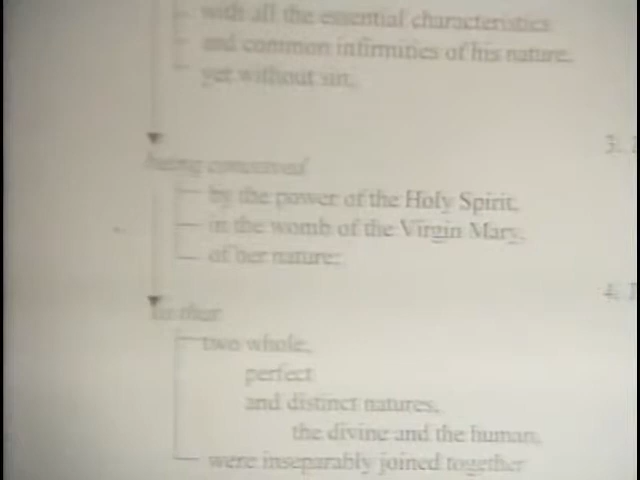 with all the essential characteristics
and common infirmities of his nature,
yet without sin,
being conceived
by the power of the Holy Spirit,
in the womb of the Virgin Mary,
of her nature;
3.
4.
two whole,
perfect
and distinct natures,
the divine and the human,
were inseparably joined together